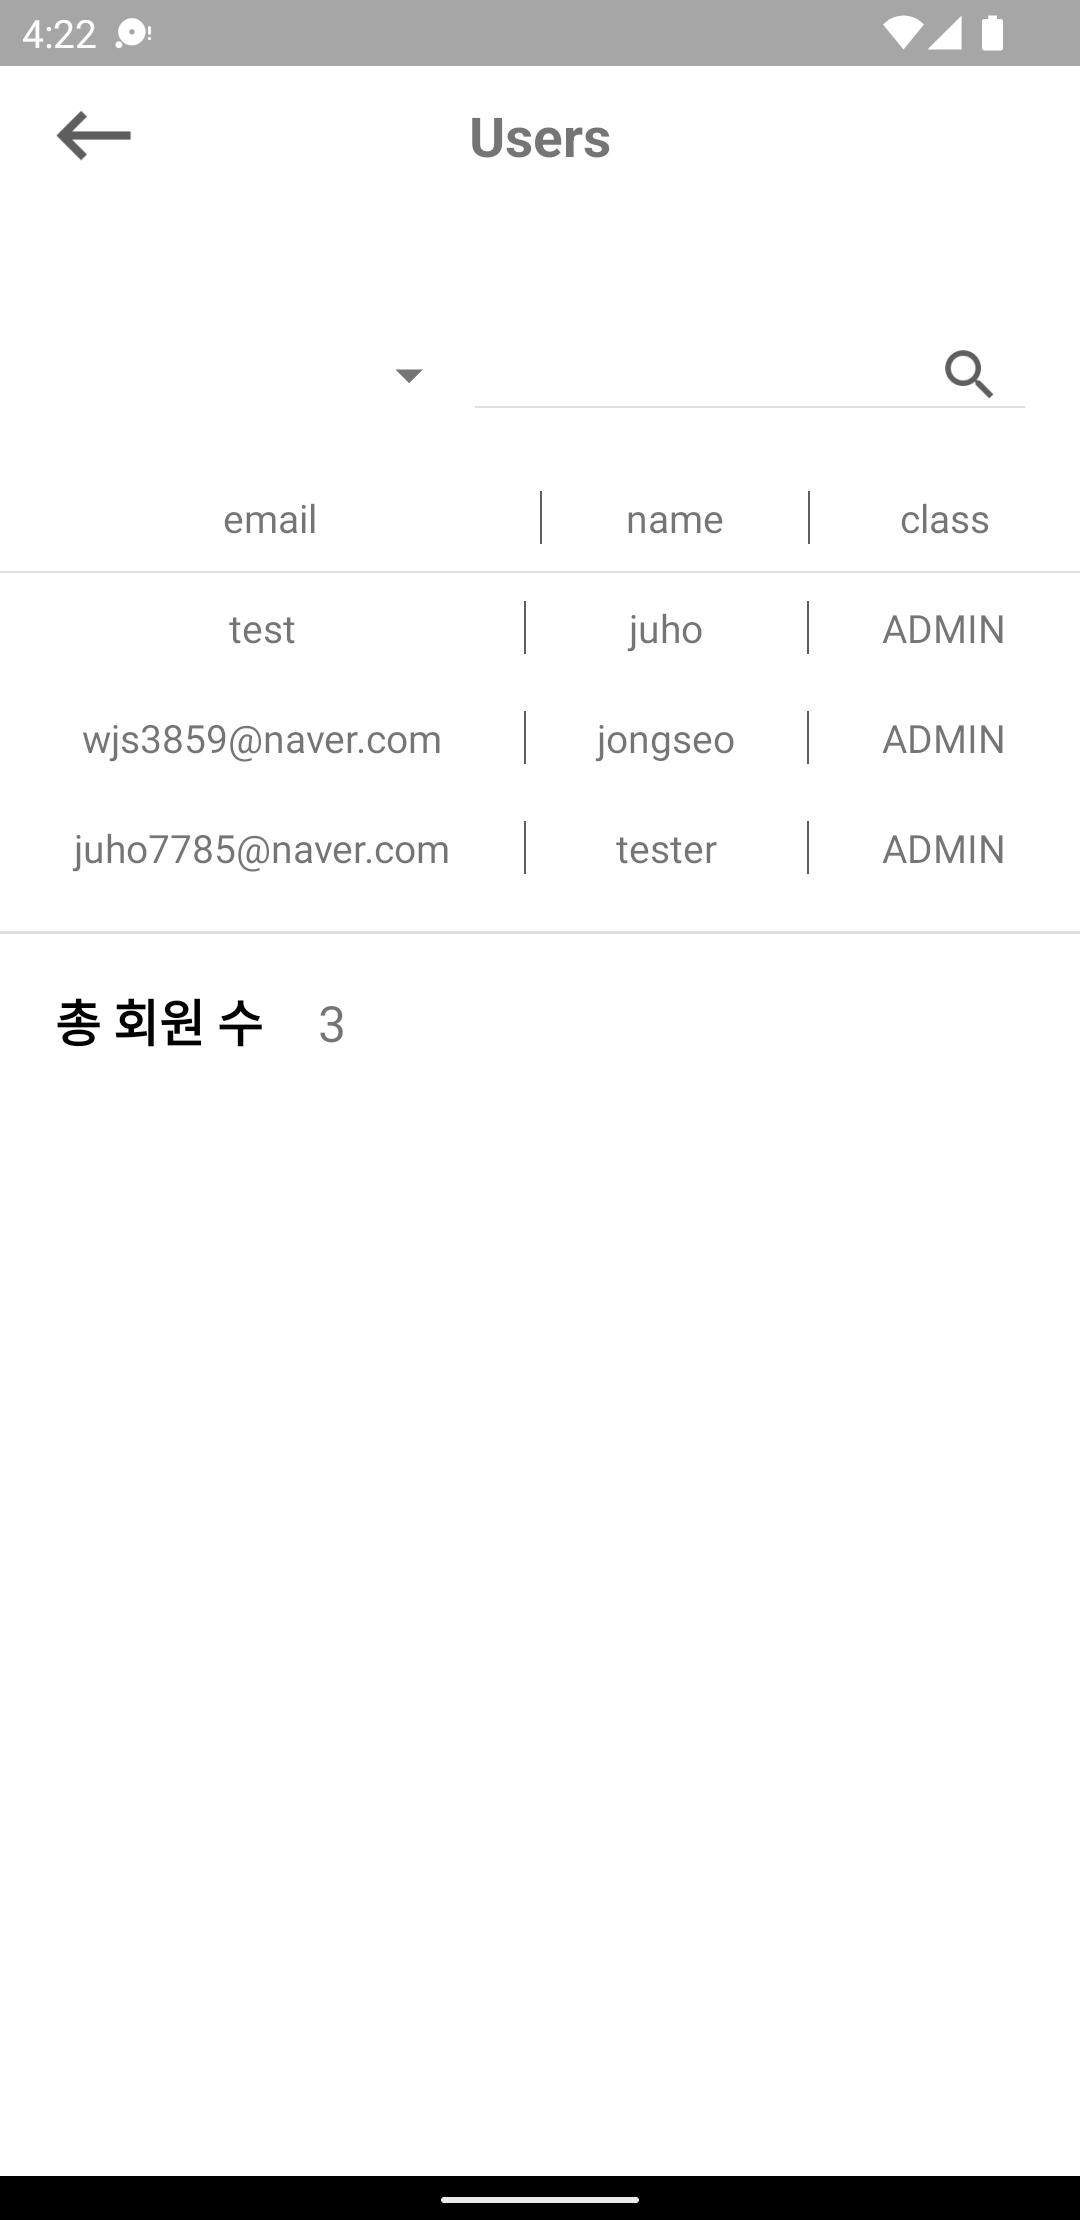 4:22
Users
email name class
test juho ADMIN
wjs3859@naver.com jongseo ADMIN
juho7785@naver.com tester ADMIN
총 회원 수 3